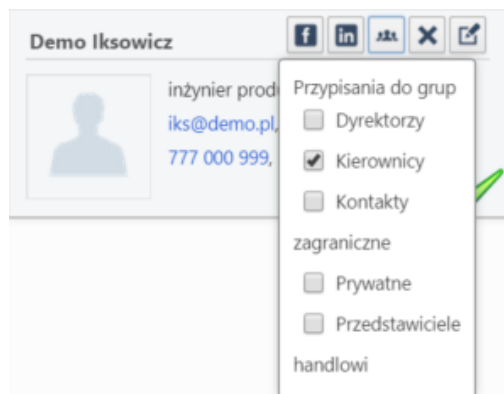 Demo Iksowicz
inżynier
iks@demo.pl,
777 000 999,
Przypisania do grup
Dyrektorzy
Kierownicy
Kontakty
zagraniczne
Prywatne
Przedstawiciele
handlowi